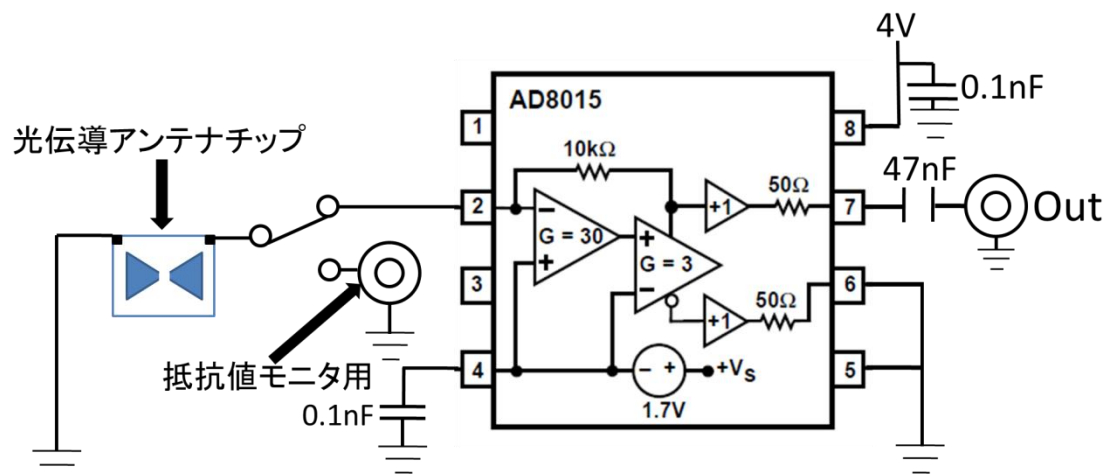 4V
0.1nF
AD8015
光伝導アンテナチップ
1
8
10kΩ
47nF
+1
50Ω
2
7
Out
−
G = 30
+
+
G = 3
−
3
6
+1
50Ω
抵抗値モニタ用
4
− +
+VS
5
0.1nF
1.7V